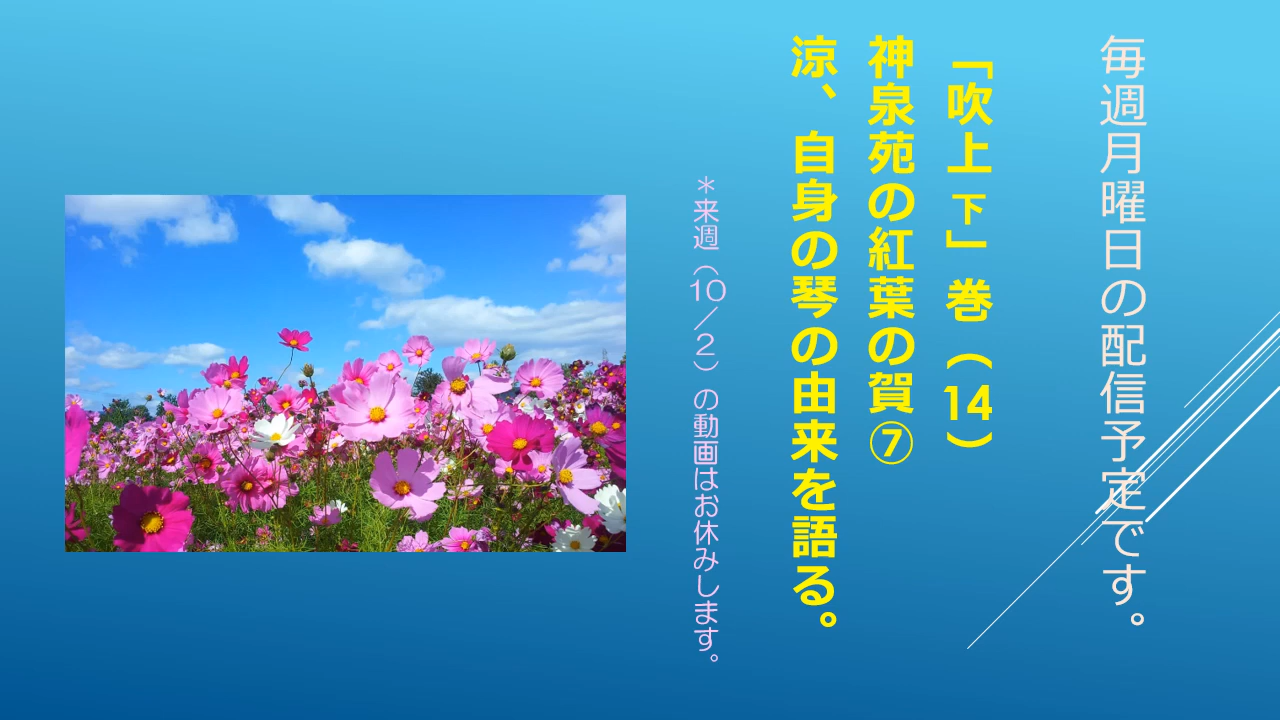 毎週月曜日の配信予定です。
「吹上 下」巻（14）
神泉苑の紅葉の賀⑦
涼、自身の琴の由来を語る。
＊来週（10／2）の動画はお休みします。